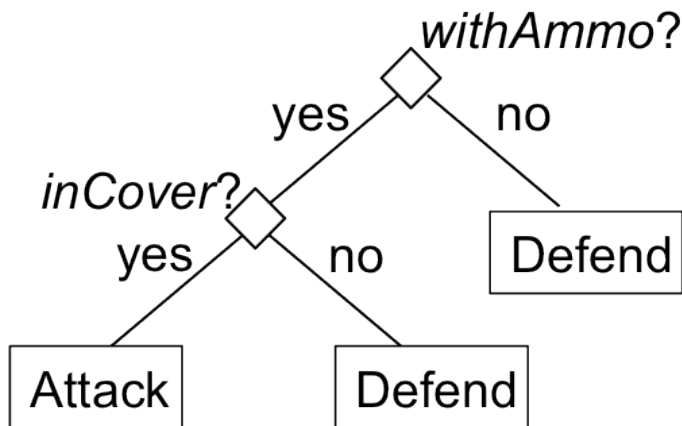 withAmmo?
yes
no
inCover?
yes
no
Defend
Attack
Defend